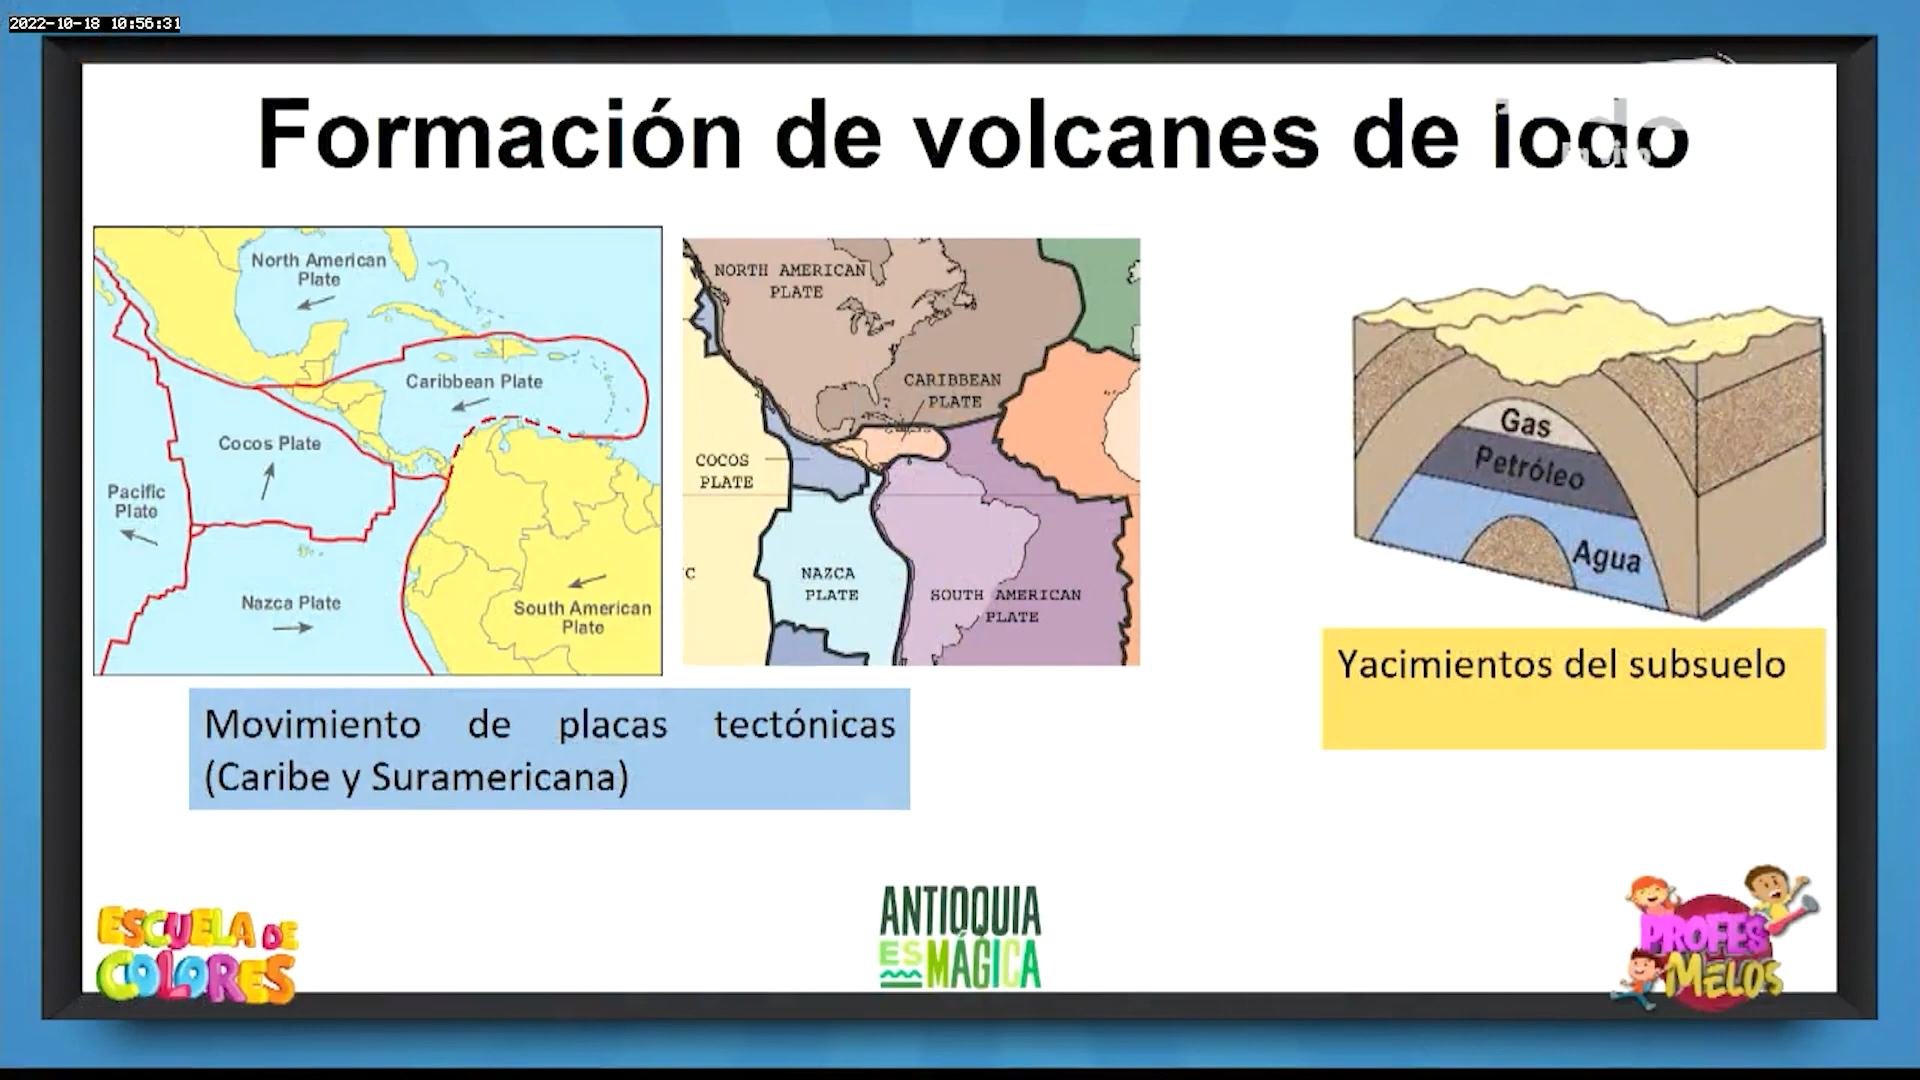 2022-10-18 10:56:31
Formación de volcanes de lodo
En vivo
North American
Plate
Caribbean Plate
Cocos Plate
Pacific
Plate
Nazca Plate
South American
Plate
NORTH AMERICAN
PLATE
CARIBBEAN
PLATE
COCOS
PLATE
C
NAZCA
PLATE
SOUTH AMERICAN
PLATE
Gas
Petróleo
Agua
Yacimientos del subsuelo
Movimiento de placas tectónicas
(Caribe y Suramericana)
ESCUELA DE
COLORES
ANTIOQUIA
ES MÁGICA
PROFES
MELOS